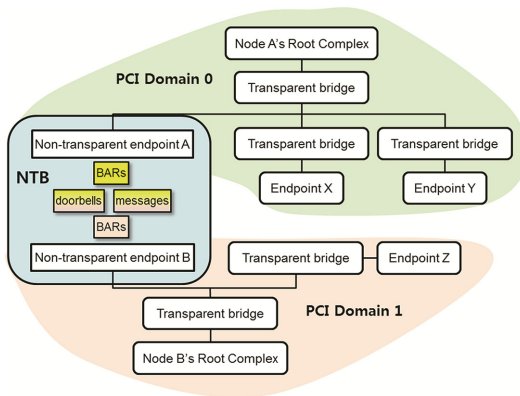 Node A's Root Complex
PCI Domain 0
Transparent bridge
Non-transparent endpoint A
Transparent bridge
Transparent bridge
NTB
BARs
Endpoint X
Endpoint Y
doorbells
messages
BARs
Non-transparent endpoint B
Transparent bridge
Endpoint Z
Transparent bridge
PCI Domain 1
Node B's Root Complex